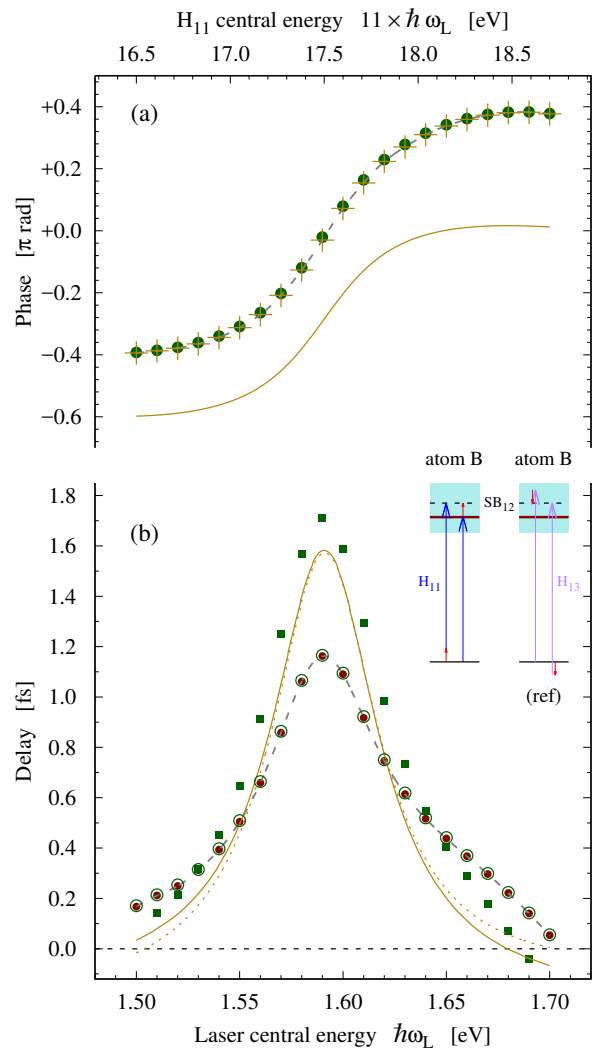 H₁₁ central energy 11 × ℏ ω_L [eV]
16.5 17.0 17.5 18.0 18.5
(a)
+0.4
+0.2
+0.0
−0.2
−0.4
−0.6
Phase [π rad]
atom B atom B
SB₁₂
H₁₁
H₁₃
(ref)
(b)
1.8
1.6
1.4
1.2
1.0
0.8
0.6
0.4
0.2
0.0
Delay [fs]
1.50 1.55 1.60 1.65 1.70
Laser central energy ℏω_L [eV]